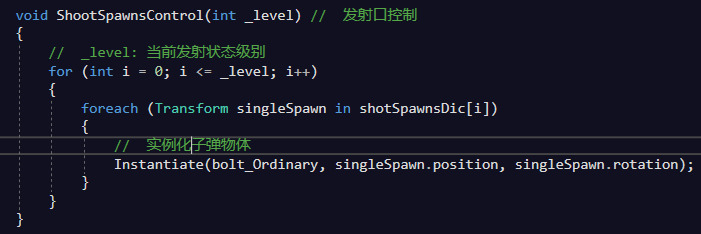 void ShootSpawnsControl(int _level) //  发射口控制
{
    //  _level: 当前发射状态级别
    for (int i = 0; i <= _level; i++)
    {
        foreach (Transform singleSpawn in shotSpawnsDic[i])
        {
            //  实例化子弹物体
            Instantiate(bolt_Ordinary, singleSpawn.position, singleSpawn.rotation);
        }
    }
}